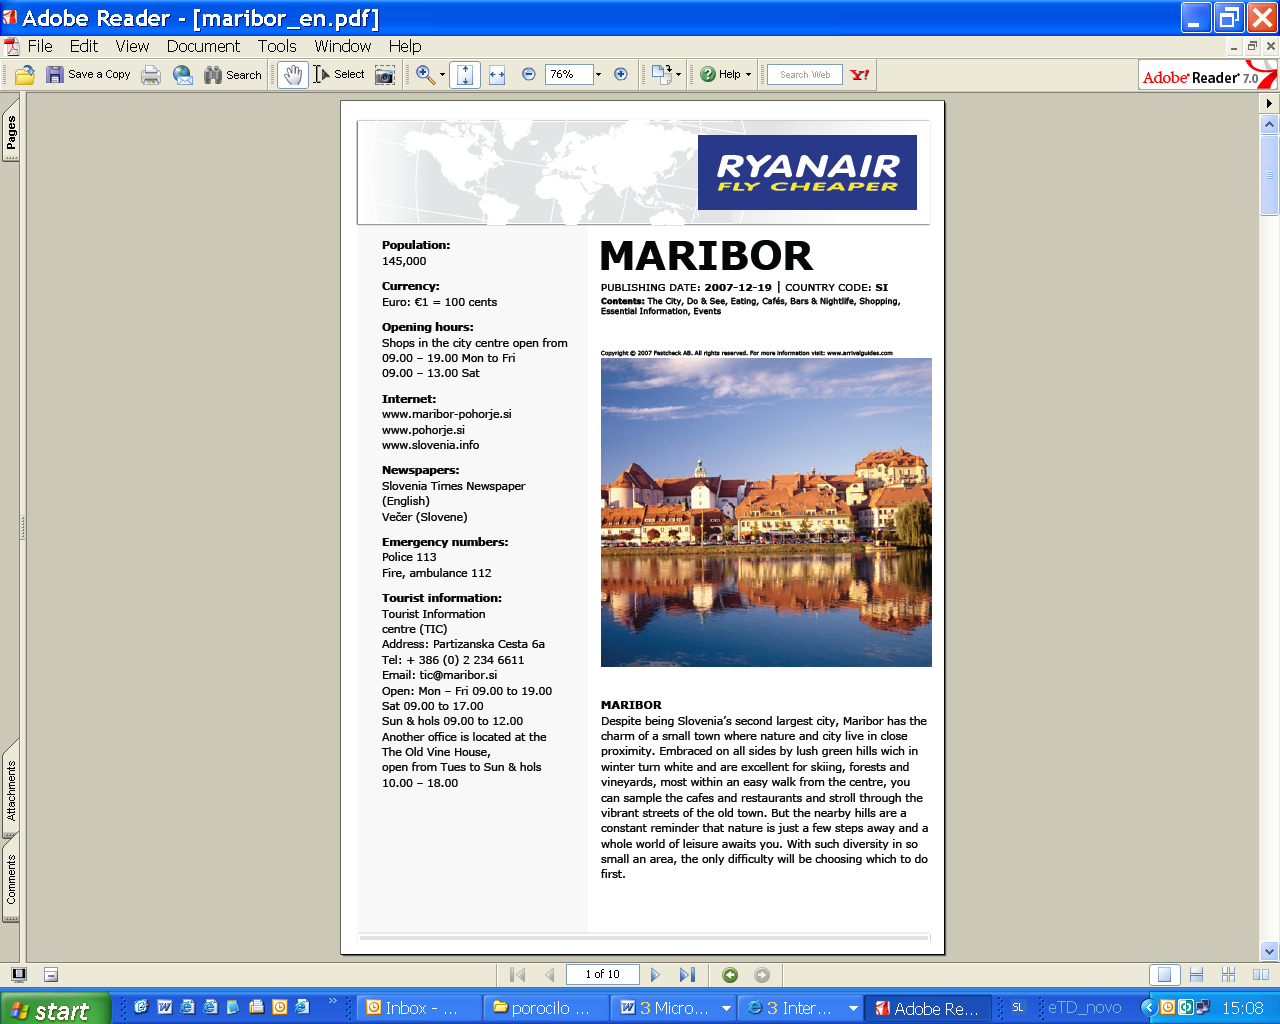 Adobe Reader - [maribor_en.pdf]
File Edit View Document Tools Window Help
Save a Copy Search Select 76% Help Search Web Y! Adobe Reader 7.0
Pages
Attachments
Comments
RYANAIR
FLY CHEAPER
Population:
145,000
Currency:
Euro: €1 = 100 cents
Opening hours:
Shops in the city centre open from
09.00 – 19.00 Mon to Fri
09.00 – 13.00 Sat
Internet:
www.maribor-pohorje.si
www.pohorje.si
www.slovenia.info
Newspapers:
Slovenia Times Newspaper
(English)
Večer (Slovene)
Emergency numbers:
Police 113
Fire, ambulance 112
Tourist information:
Tourist Information
centre (TIC)
Address: Partizanska Cesta 6a
Tel: + 386 (0) 2 234 6611
Email: tic@maribor.si
Open: Mon – Fri 09.00 to 19.00
Sat 09.00 to 17.00
Sun & hols 09.00 to 12.00
Another office is located at the
The Old Vine House,
open from Tues to Sun & hols
10.00 – 18.00
MARIBOR
PUBLISHING DATE: 2007-12-19 | COUNTRY CODE: SI
Contents: The City, Do & See, Eating, Cafés, Bars & Nightlife, Shopping,
Essential Information, Events
Copyright © 2007 Fastcheck AB. All rights reserved. For more information visit: www.arrivalguides.com
MARIBOR
Despite being Slovenia's second largest city, Maribor has the
charm of a small town where nature and city live in close
proximity. Embraced on all sides by lush green hills wich in
winter turn white and are excellent for skiing, forests and
vineyards, most within an easy walk from the centre, you
can sample the cafes and restaurants and stroll through the
vibrant streets of the old town. But the nearby hills are a
constant reminder that nature is just a few steps away and a
whole world of leisure awaits you. With such diversity in so
small an area, the only difficulty will be choosing which to do
first.
1 of 10
start Inbox - ... porocilo 3 Micro... 3 Inter... Adobe Re... SL eTD_novo 15:08